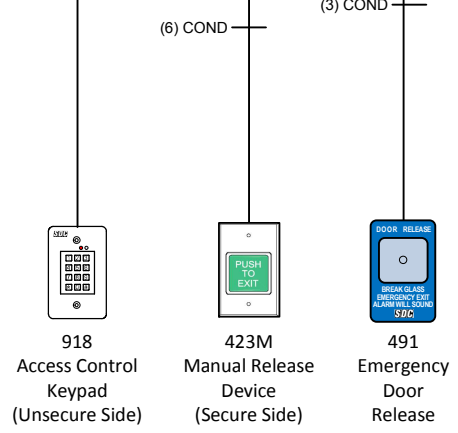 (3) COND
(6) COND
SDC
PUSH
TO
EXIT
DOOR RELEASE
BREAK GLASS
EMERGENCY EXIT
ALARM WILL SOUND
SDC
918
Access Control
Keypad
(Unsecure Side)
423M
Manual Release
Device
(Secure Side)
491
Emergency
Door
Release